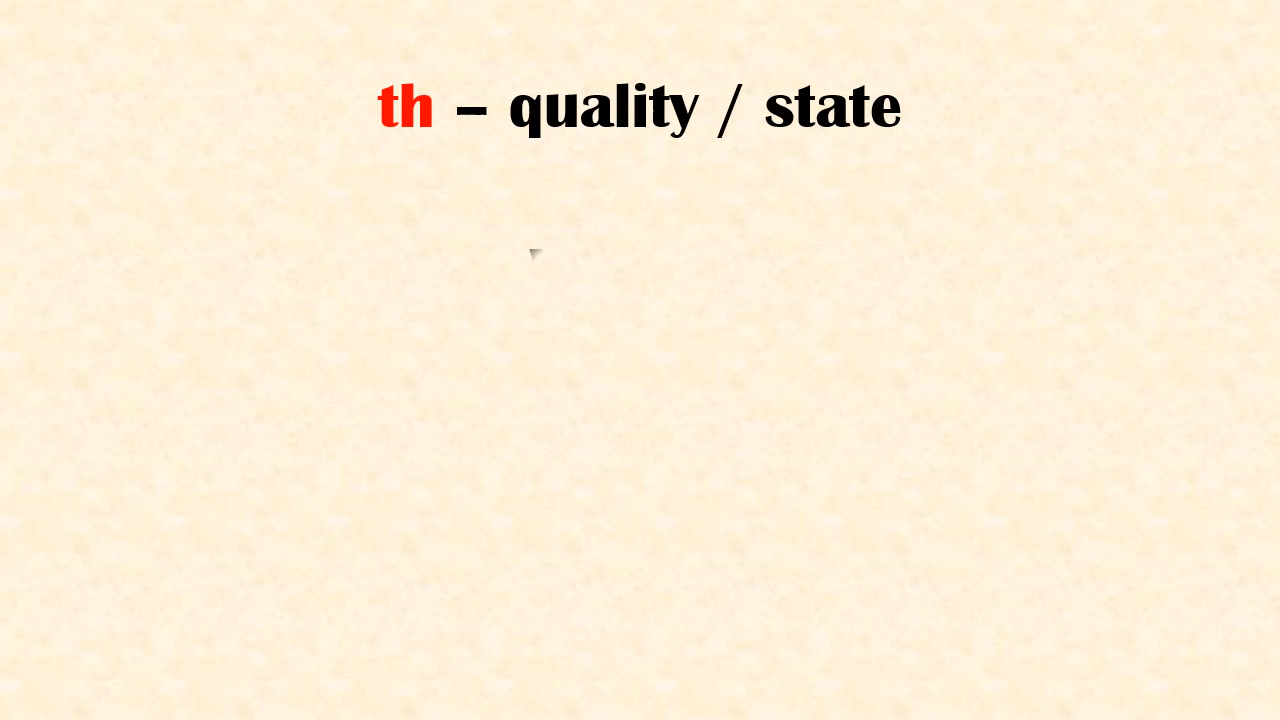 th – quality / state